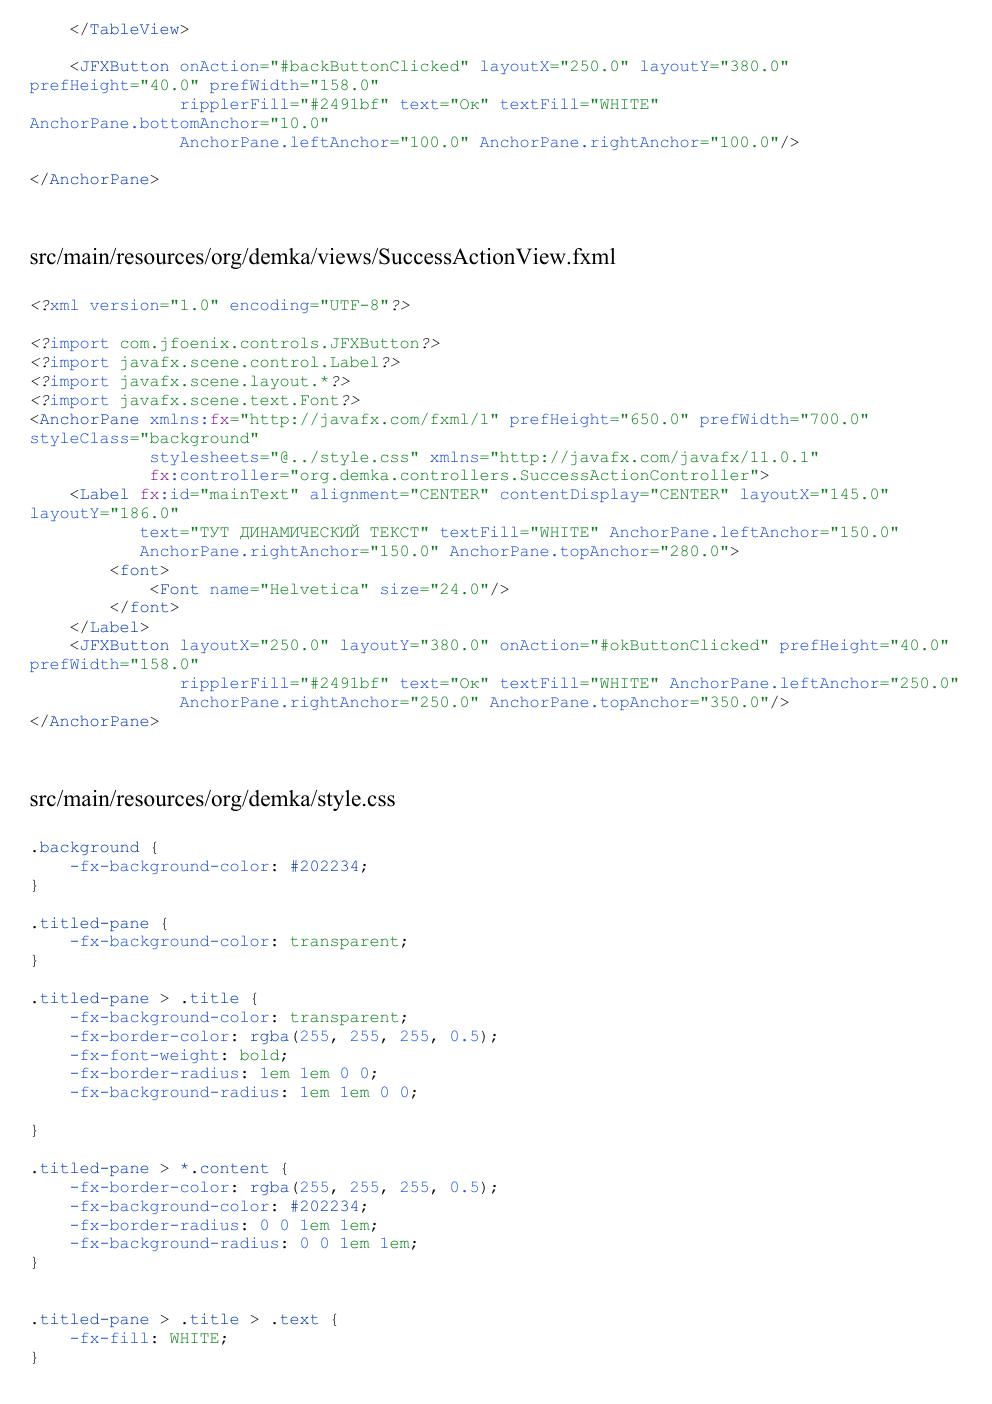 </TableView>
<JFXButton onAction="#backButtonClicked" layoutX="250.0" layoutY="380.0"
prefHeight="40.0" prefWidth="158.0"
ripplerFill="#2491bf" text="Ок" textFill="WHITE"
AnchorPane.bottomAnchor="10.0"
AnchorPane.leftAnchor="100.0" AnchorPane.rightAnchor="100.0"/>
</AnchorPane>
src/main/resources/org/demka/views/SuccessActionView.fxml
<?xml version="1.0" encoding="UTF-8"?>
<?import com.jfoenix.controls.JFXButton?>
<?import javafx.scene.control.Label?>
<?import javafx.scene.layout.*?>
<?import javafx.scene.text.Font?>
<AnchorPane xmlns:fx="http://javafx.com/fxml/1" prefHeight="650.0" prefWidth="700.0"
styleClass="background"
stylesheets="@../style.css" xmlns="http://javafx.com/javafx/11.0.1"
fx:controller="org.demka.controllers.SuccessActionController">
<Label fx:id="mainText" alignment="CENTER" contentDisplay="CENTER" layoutX="145.0"
layoutY="186.0"
text="ТУТ ДИНАМИЧЕСКИЙ ТЕКСТ" textFill="WHITE" AnchorPane.leftAnchor="150.0"
AnchorPane.rightAnchor="150.0" AnchorPane.topAnchor="280.0">
<font>
<Font name="Helvetica" size="24.0"/>
</font>
</Label>
<JFXButton layoutX="250.0" layoutY="380.0" onAction="#okButtonClicked" prefHeight="40.0"
prefWidth="158.0"
ripplerFill="#2491bf" text="Ок" textFill="WHITE" AnchorPane.leftAnchor="250.0"
AnchorPane.rightAnchor="250.0" AnchorPane.topAnchor="350.0"/>
</AnchorPane>
src/main/resources/org/demka/style.css
.background {
-fx-background-color: #202234;
}
.titled-pane {
-fx-background-color: transparent;
}
.titled-pane > .title {
-fx-background-color: transparent;
-fx-border-color: rgba(255, 255, 255, 0.5);
-fx-font-weight: bold;
-fx-border-radius: 1em 1em 0 0;
-fx-background-radius: 1em 1em 0 0;
}
.titled-pane > *.content {
-fx-border-color: rgba(255, 255, 255, 0.5);
-fx-background-color: #202234;
-fx-border-radius: 0 0 1em 1em;
-fx-background-radius: 0 0 1em 1em;
}
.titled-pane > .title > .text {
-fx-fill: WHITE;
}